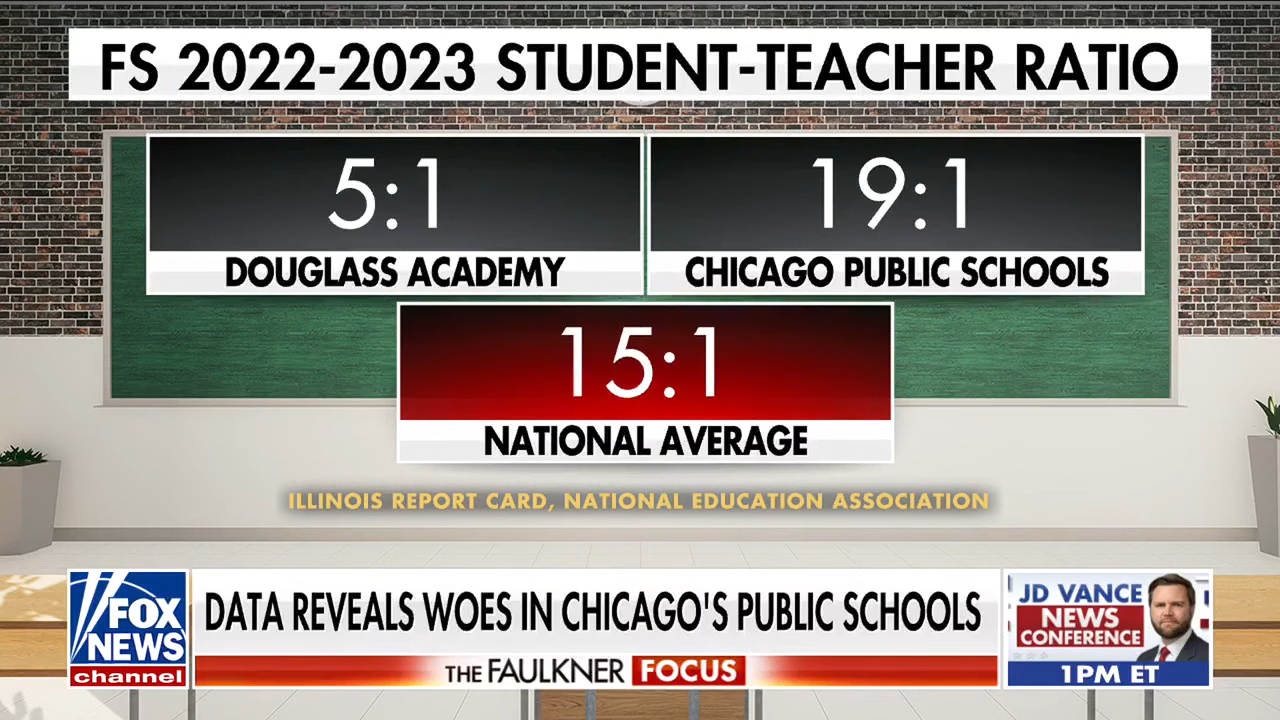 FS 2022-2023 STUDENT-TEACHER RATIO
5:1
DOUGLASS ACADEMY
19:1
CHICAGO PUBLIC SCHOOLS
15:1
NATIONAL AVERAGE
ILLINOIS REPORT CARD, NATIONAL EDUCATION ASSOCIATION
FOX
NEWS
channel
DATA REVEALS WOES IN CHICAGO'S PUBLIC SCHOOLS
THE FAULKNER FOCUS
JD VANCE
NEWS
CONFERENCE
1PM ET